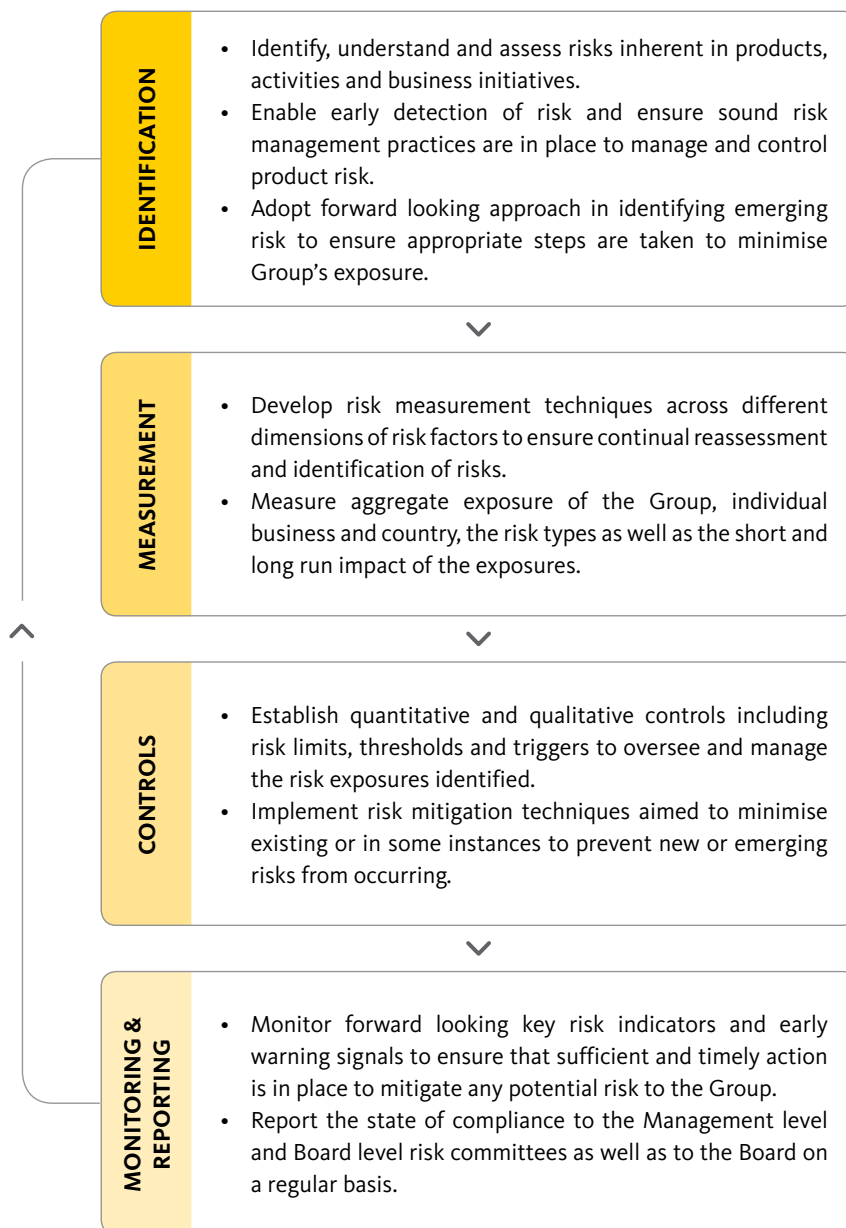 IDENTIFICATION
• Identify, understand and assess risks inherent in products,
activities and business initiatives.
• Enable early detection of risk and ensure sound risk
management practices are in place to manage and control
product risk.
• Adopt forward looking approach in identifying emerging
risk to ensure appropriate steps are taken to minimise
Group’s exposure.
MEASUREMENT
• Develop risk measurement techniques across different
dimensions of risk factors to ensure continual reassessment
and identification of risks.
• Measure aggregate exposure of the Group, individual
business and country, the risk types as well as the short and
long run impact of the exposures.
CONTROLS
• Establish quantitative and qualitative controls including
risk limits, thresholds and triggers to oversee and manage
the risk exposures identified.
• Implement risk mitigation techniques aimed to minimise
existing or in some instances to prevent new or emerging
risks from occurring.
MONITORING &
REPORTING
• Monitor forward looking key risk indicators and early
warning signals to ensure that sufficient and timely action
is in place to mitigate any potential risk to the Group.
• Report the state of compliance to the Management level
and Board level risk committees as well as to the Board on
a regular basis.